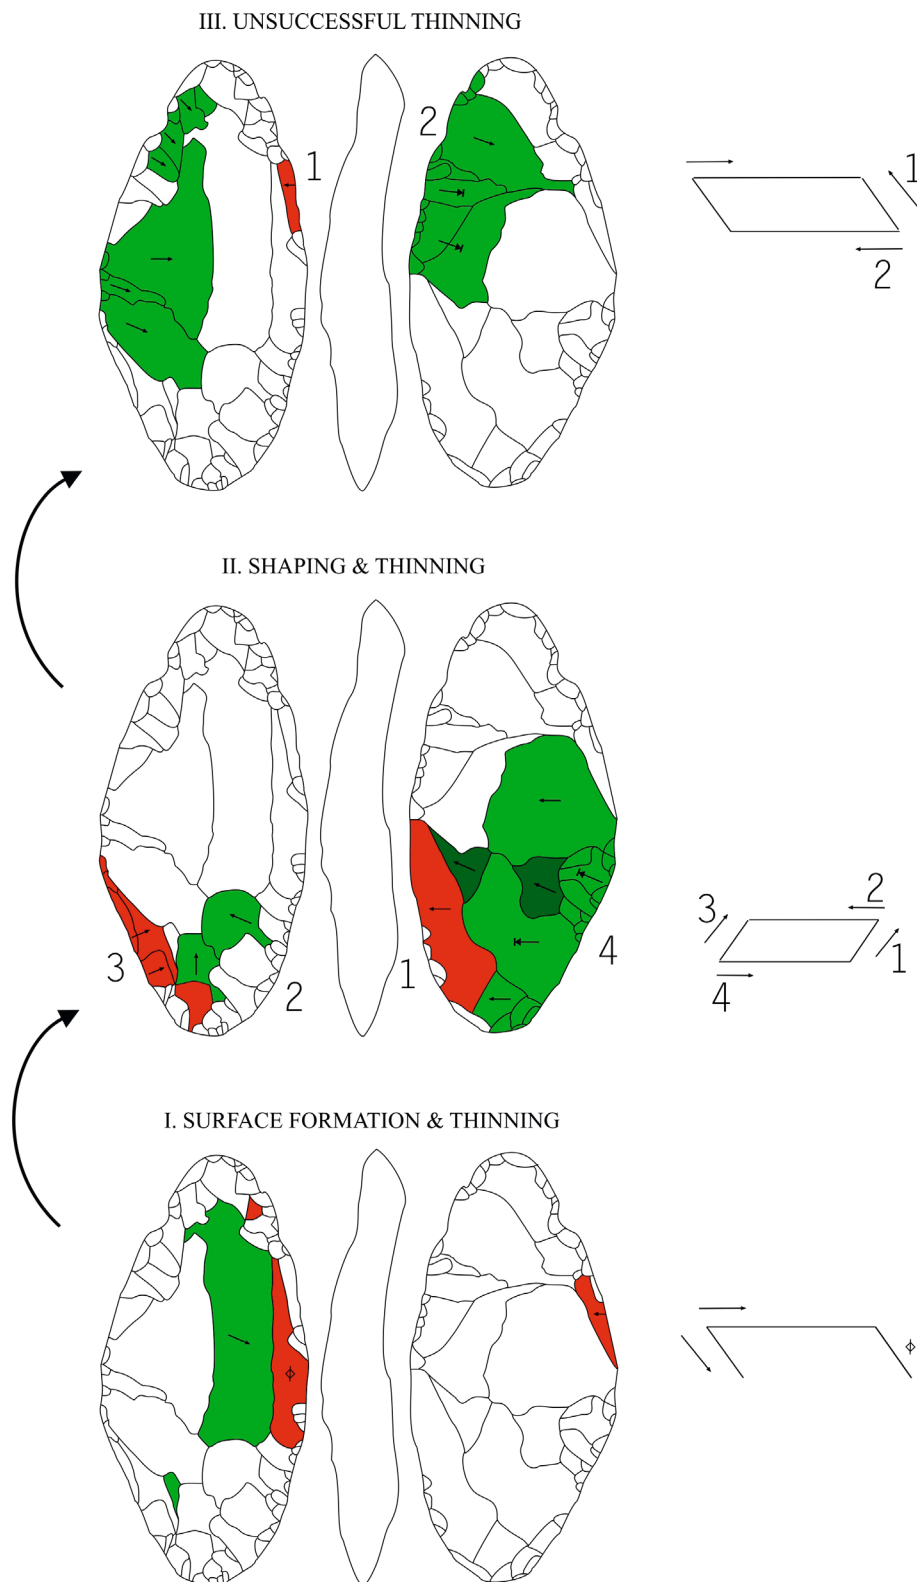 III. UNSUCCESSFUL THINNING
1
2
1
2
II. SHAPING & THINNING
3
2
1
4
3
2
1
4
I. SURFACE FORMATION & THINNING
ϕ
ϕ